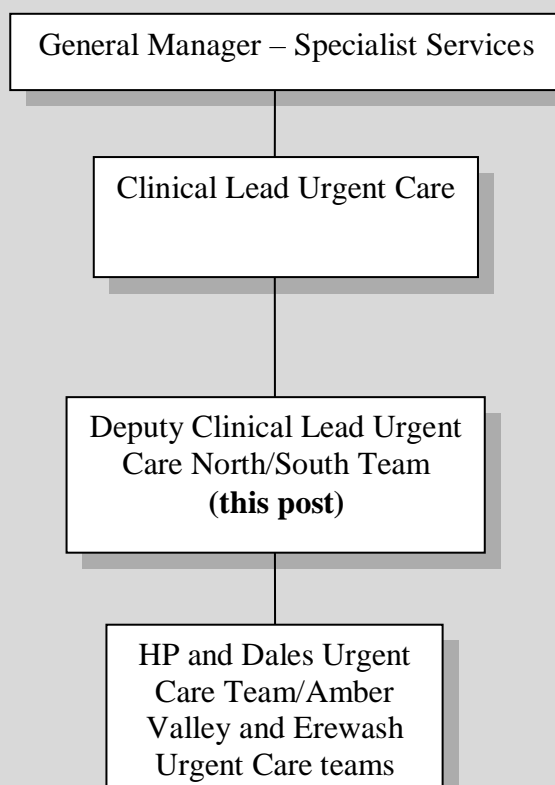 General Manager – Specialist Services
Clinical Lead Urgent Care
Deputy Clinical Lead Urgent
Care North/South Team
(this post)
HP and Dales Urgent
Care Team/Amber
Valley and Erewash
Urgent Care teams